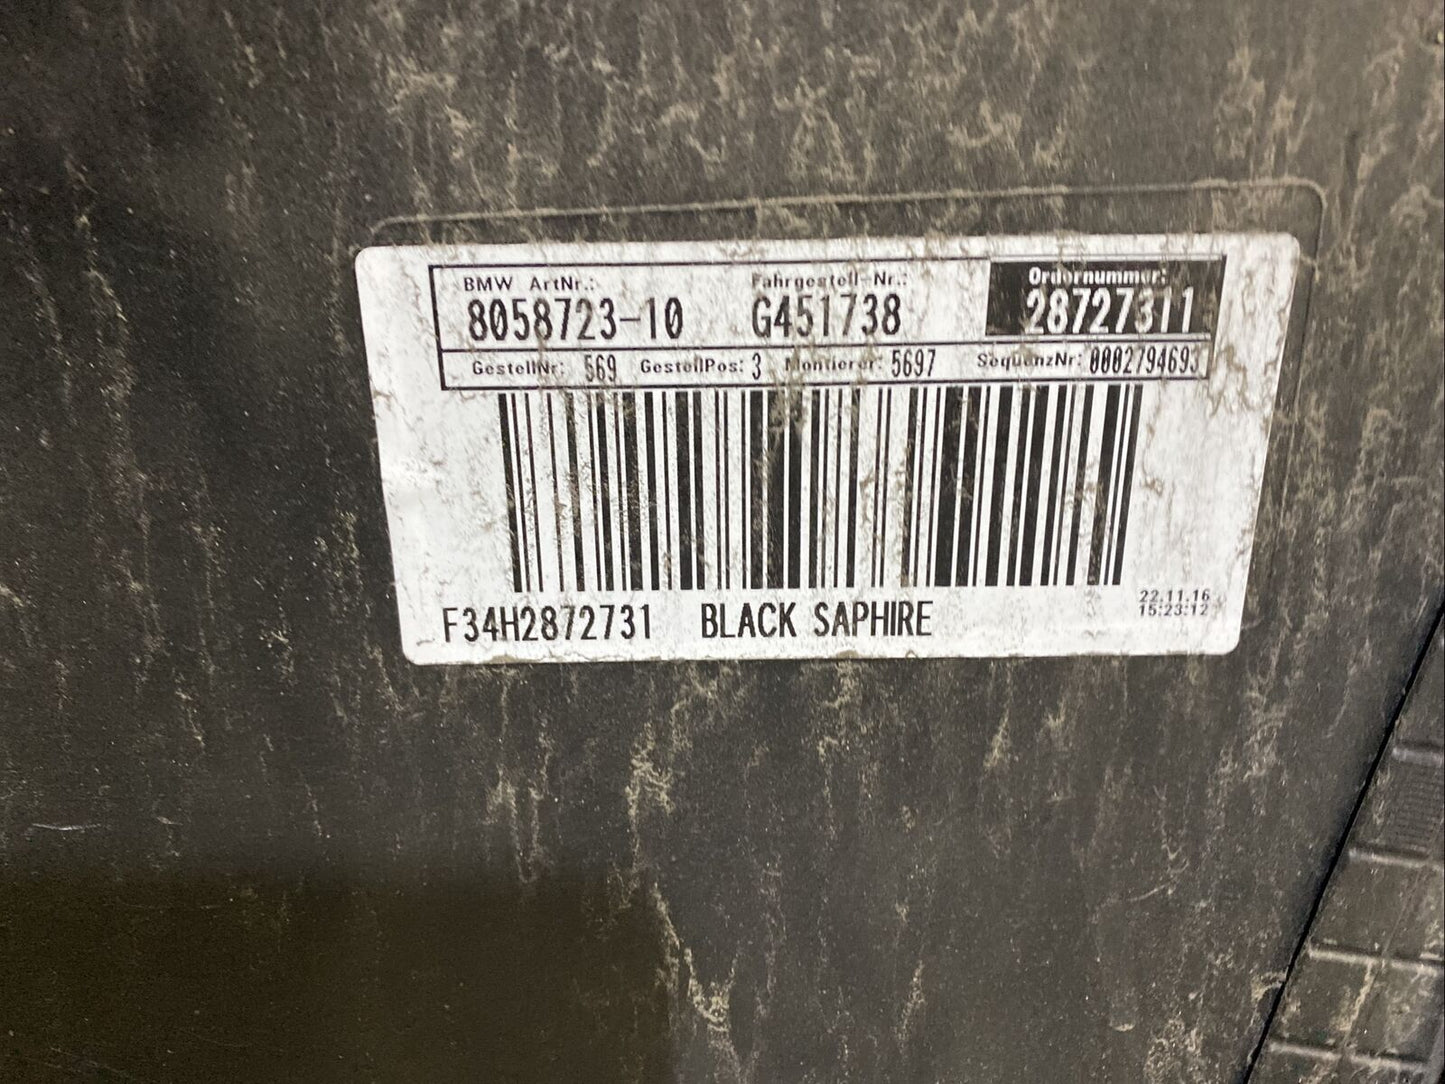 BMW ArtNr.: Fahrgestell-Nr.: Ordernummer:
8058723-10 G451738 28727311
GestellNr: 569 GestellPos: 3 Montierer: 5697 SequenzNr: 0002794693
22.11.16
15:23:12
F34H2872731 BLACK SAPHIRE